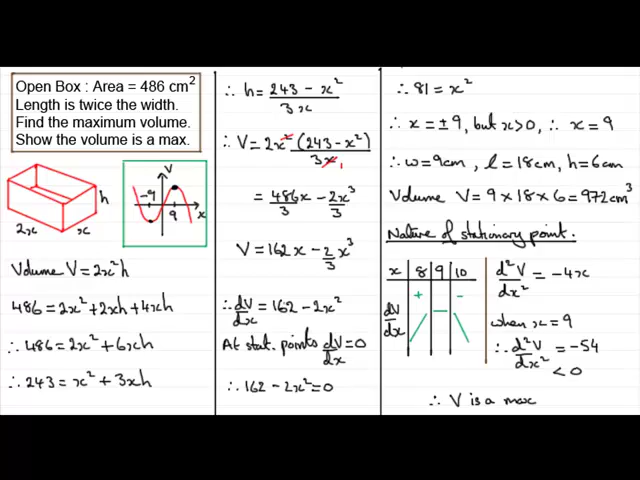 Open Box : Area = 486 cm²
Length is twice the width.
Find the maximum volume.
Show the volume is a max.
V
-9
9
x
h
2x
x
Volume V = 2x²h
486 = 2x² + 2xh + 4xh
∴ 486 = 2x² + 6xh
∴ 243 = x² + 3xh
∴ h = 243 - x² / 3x
∴ V = 2x² (243 - x²) / 3x 1
= 486x/3 - 2x³/3
V = 162x - 2/3 x³
∴ dV/dx = 162 - 2x²
At stat. points dV/dx = 0
∴ 162 - 2x² = 0
∴ 81 = x²
∴ x = ±9, but x>0, ∴ x = 9
∴ w = 9cm, l = 18cm, h = 6cm
Volume V = 9 × 18 × 6 = 972cm³
Nature of stationary point.
x 8 9 10
dV/dx + - -
d²V/dx² = -4x
when x = 9
∴ d²V/dx² = -54
< 0
∴ V is a max